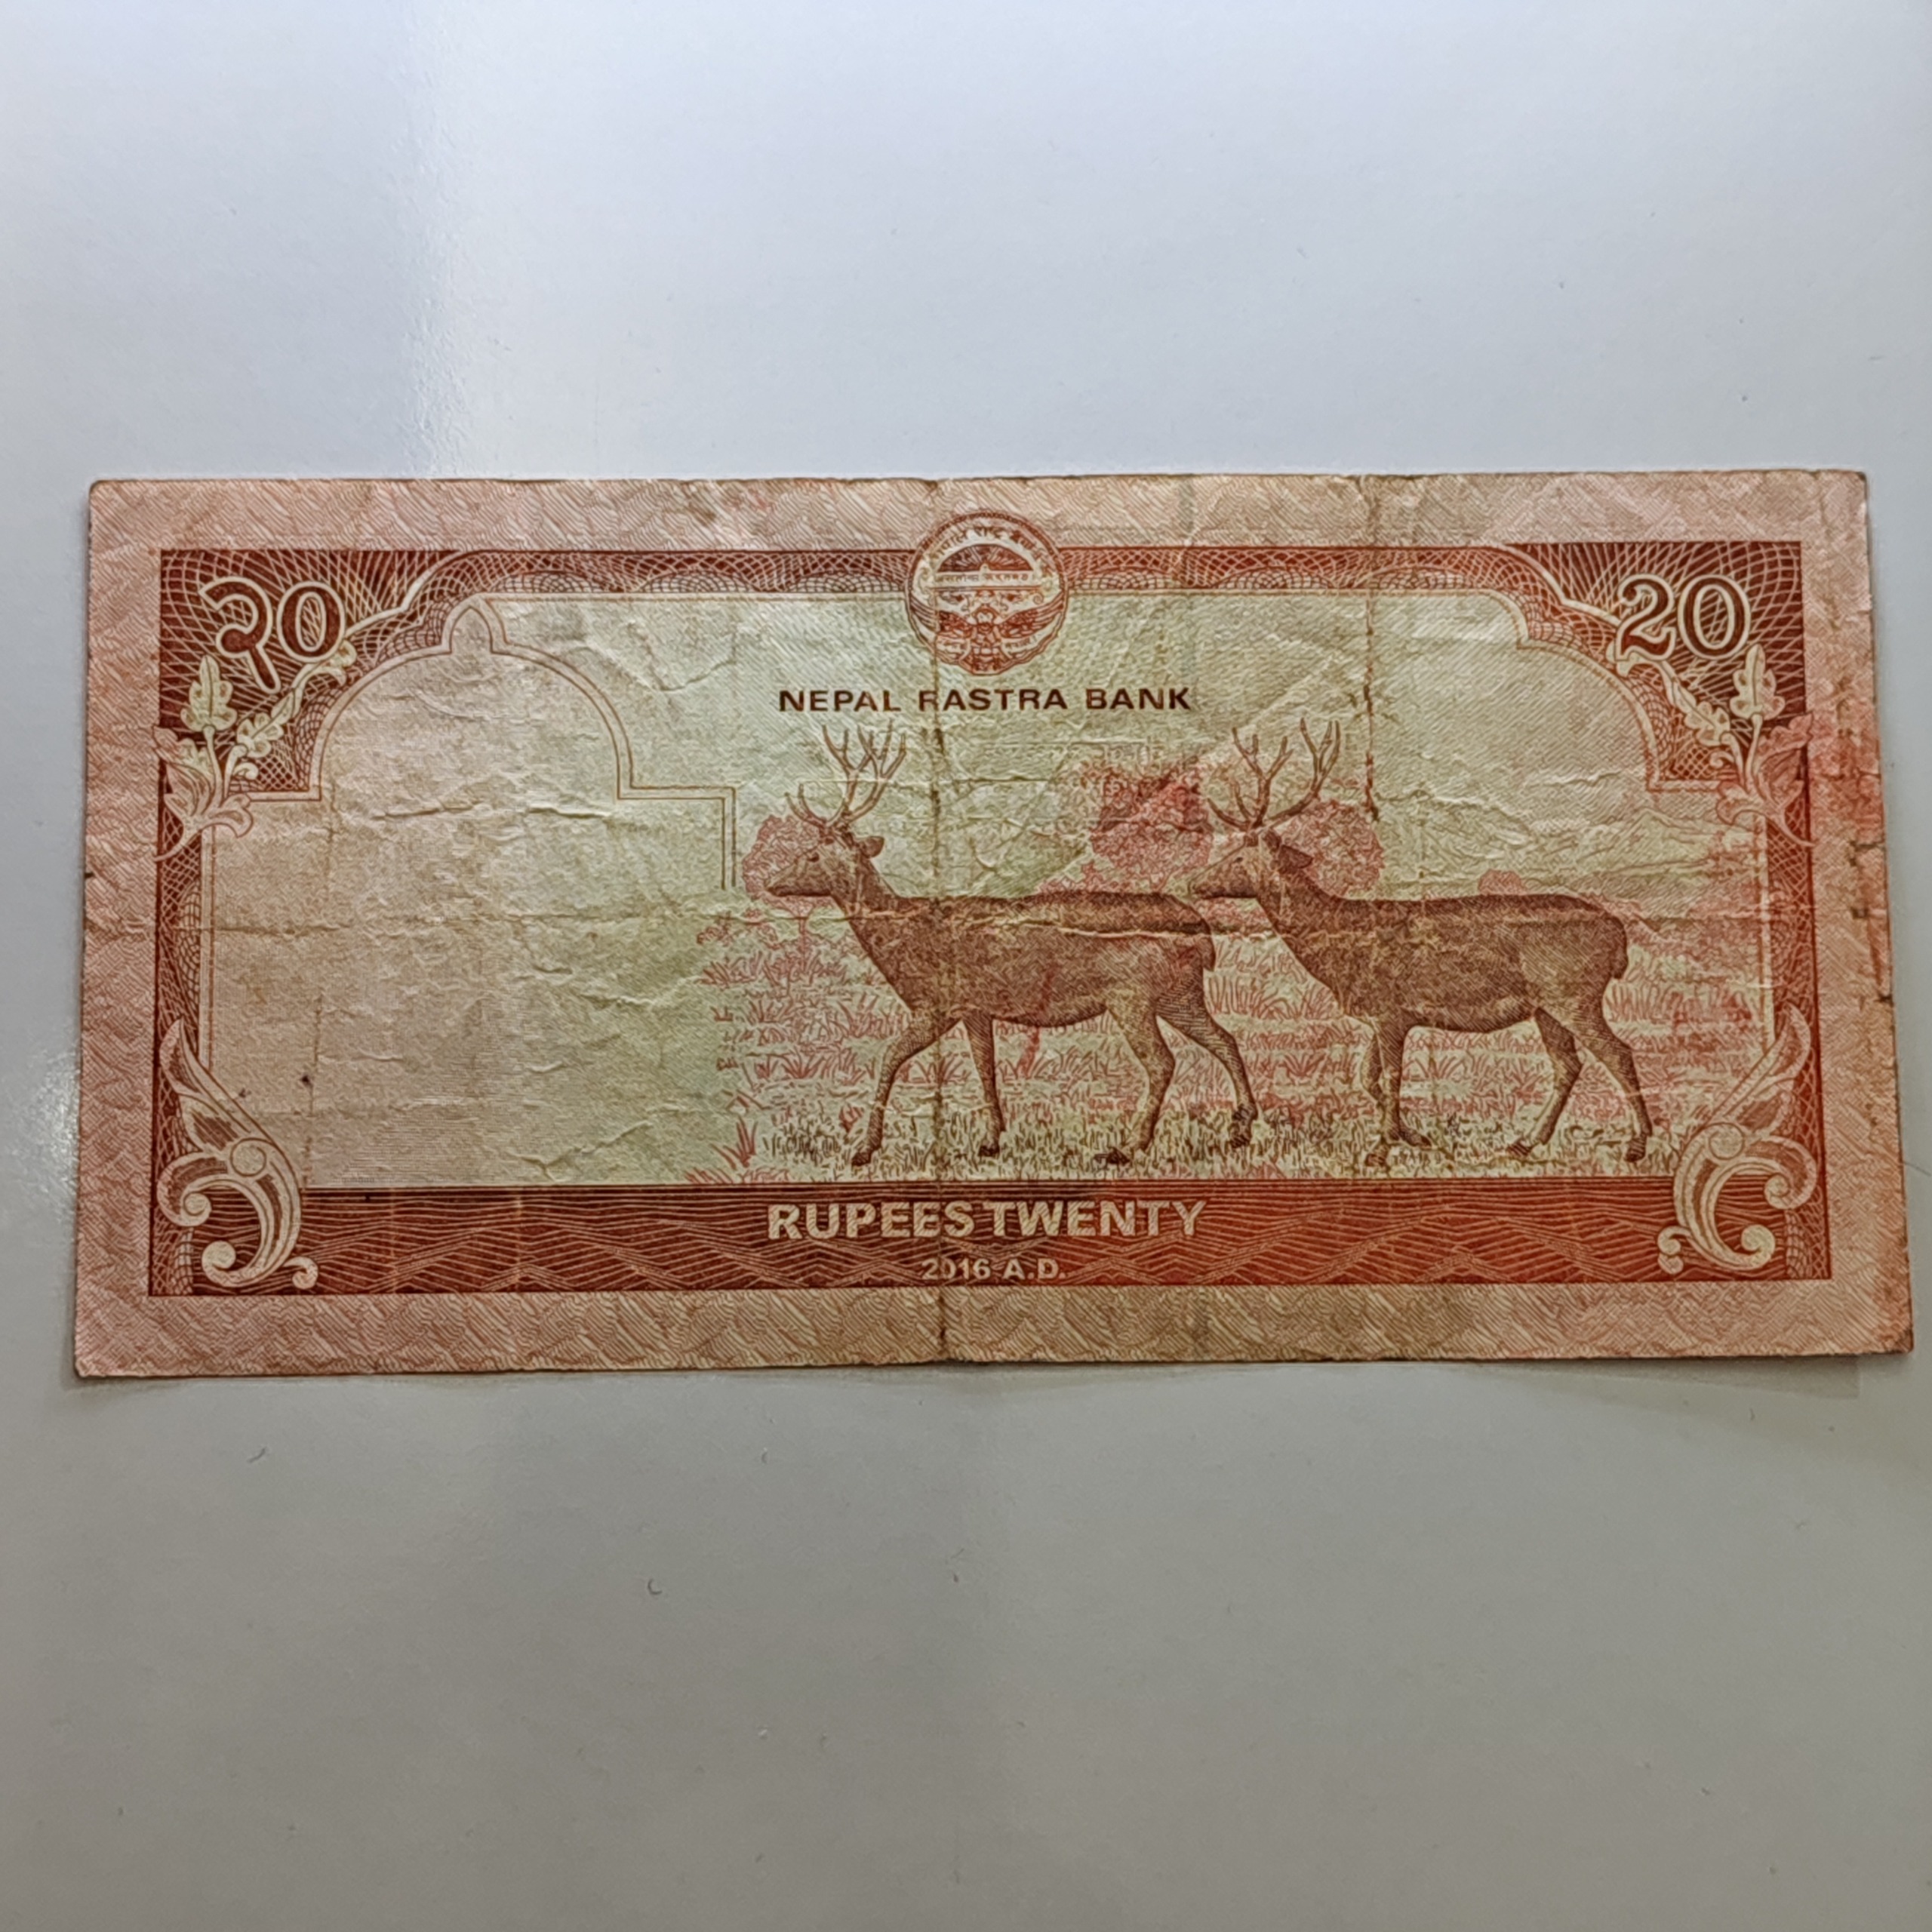 २० 20
NEPAL RASTRA BANK
RUPEES TWENTY
2016 A.D.